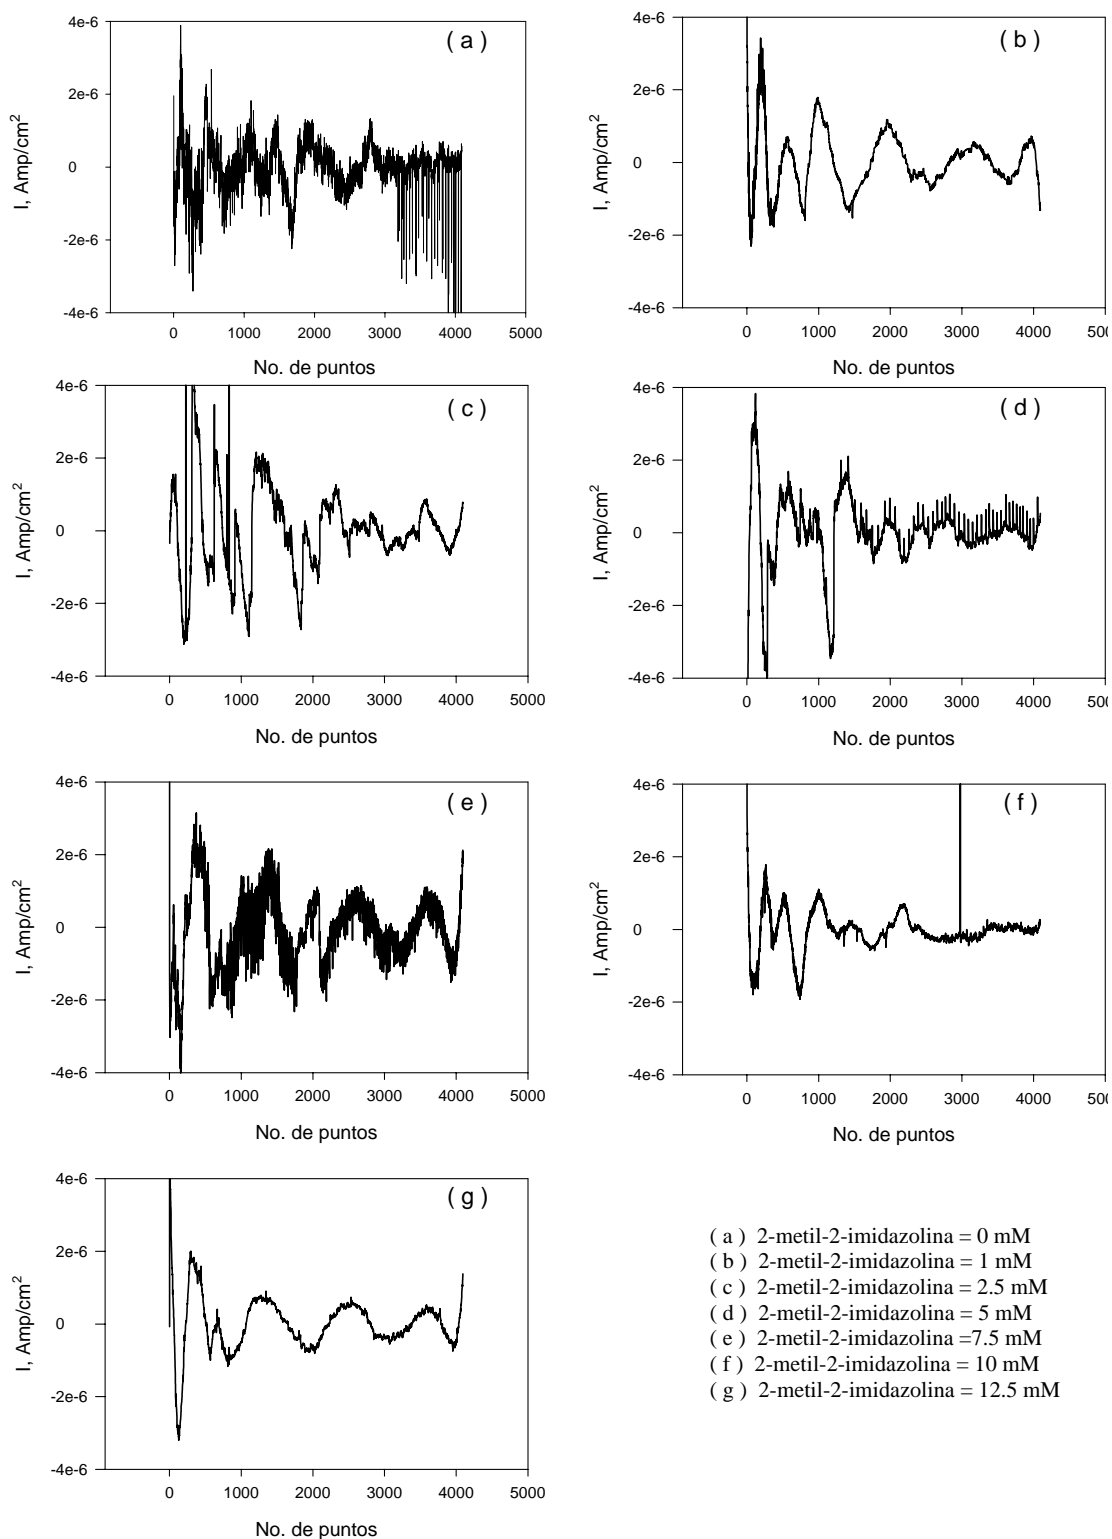 ( a )
4e-6
2e-6
0
-2e-6
-4e-6
I, Amp/cm²
0 1000 2000 3000 4000 5000
No. de puntos
( b )
4e-6
2e-6
0
-2e-6
-4e-6
I, Amp/cm²
0 1000 2000 3000 4000 500
No. de puntos
( c )
4e-6
2e-6
0
-2e-6
-4e-6
I, Amp/cm²
0 1000 2000 3000 4000 5000
No. de puntos
( d )
4e-6
2e-6
0
-2e-6
-4e-6
I, Amp/cm²
0 1000 2000 3000 4000 500
No. de puntos
( e )
4e-6
2e-6
0
-2e-6
-4e-6
I, Amp/cm²
0 1000 2000 3000 4000 5000
No. de puntos
( f )
4e-6
2e-6
0
-2e-6
-4e-6
I, Amp/cm²
0 1000 2000 3000 4000 500
No. de puntos
( g )
4e-6
2e-6
0
-2e-6
-4e-6
I, Amp/cm²
0 1000 2000 3000 4000 5000
No. de puntos
( a ) 2-metil-2-imidazolina = 0 mM
( b ) 2-metil-2-imidazolina = 1 mM
( c ) 2-metil-2-imidazolina = 2.5 mM
( d ) 2-metil-2-imidazolina = 5 mM
( e ) 2-metil-2-imidazolina =7.5 mM
( f ) 2-metil-2-imidazolina = 10 mM
( g ) 2-metil-2-imidazolina = 12.5 mM